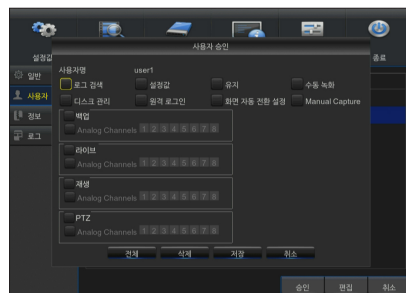 사용자 승인
설정값
종료
사용자명 user1
일반
로그 검색 설정값 유지 수동 녹화
사용자
디스크 관리 원격 로그인 화면 자동 전환 설정 Manual Capture
정보
백업
Analog Channels 1 2 3 4 5 6 7 8
로그
라이브
Analog Channels 1 2 3 4 5 6 7 8
재생
Analog Channels 1 2 3 4 5 6 7 8
PTZ
Analog Channels 1 2 3 4 5 6 7 8
전체 삭제 저장 취소
승인 편집 취소